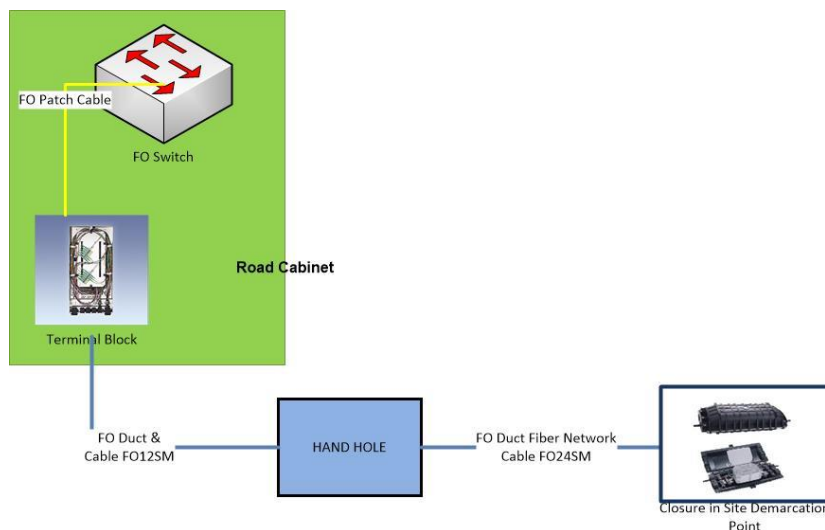 FO Patch Cable
FO Switch
Road Cabinet
Terminal Block
FO Duct &
Cable FO12SM
HAND HOLE
FO Duct Fiber Network
Cable FO24SM
Closure in Site Demarcation
Point